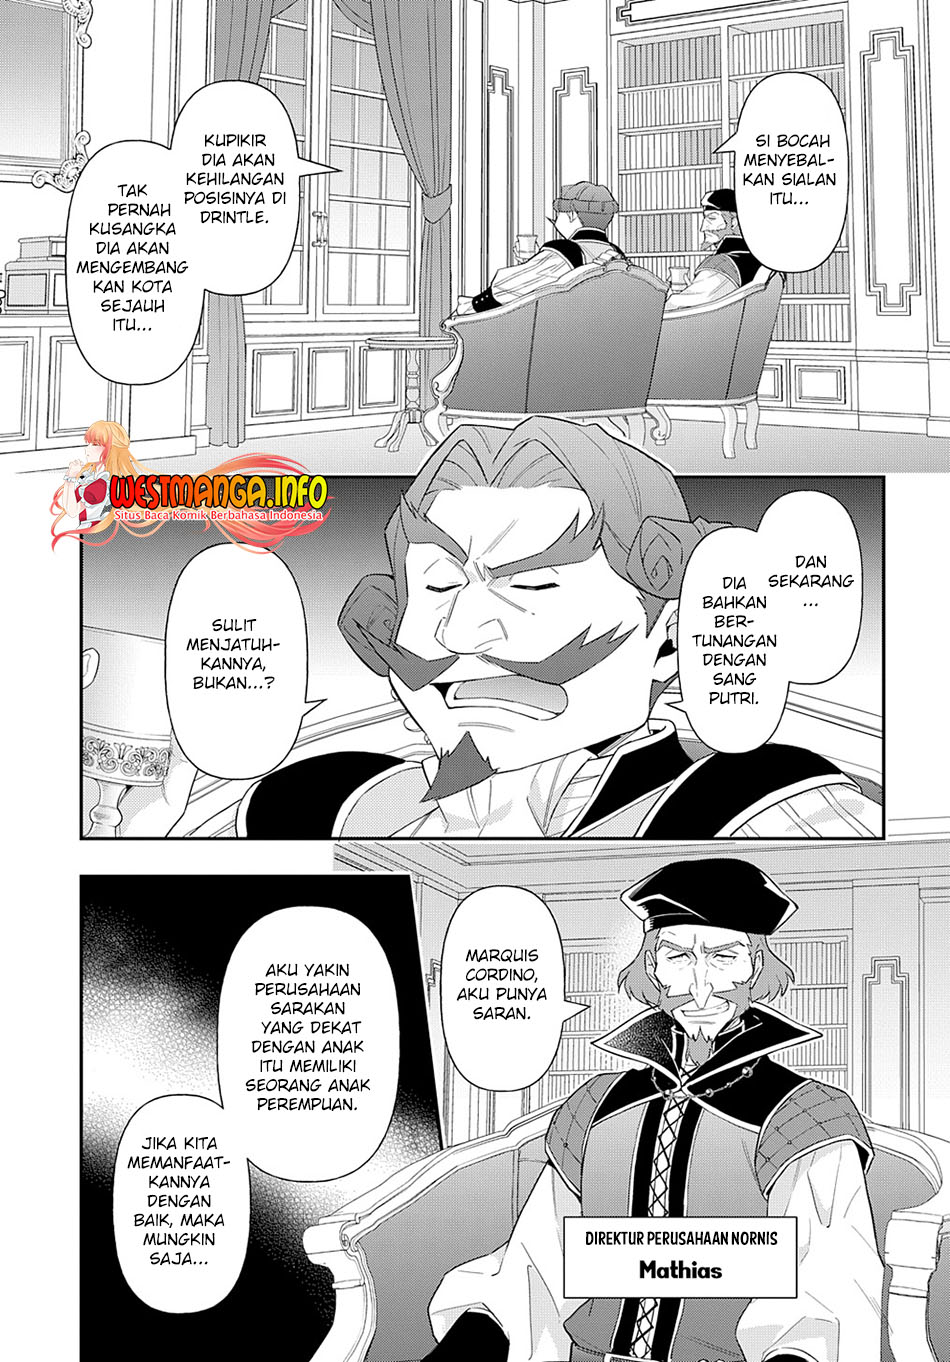 SI BOCAH
MENYEBAL-
KAN SIALAN
ITU...
KUPIKIR
DIA AKAN
KEHILANGAN
POSISINYA DI
DRINTLE.
TAK
PERNAH
KUSANGKA
DIA AKAN
MENGEMBANG
KAN KOTA
SEJAUH
ITU...
WESTMANGA.INFO
Situs Baca Komik Berbahasa Indonesia
DAN
SEKARANG
...
DIA
BAHKAN
BER-
TUNANGAN
DENGAN
SANG
PUTRI.
SULIT
MENJATUH-
KANNYA,
BUKAN...?
MARQUIS
CORDINO,
AKU PUNYA
SARAN.
AKU YAKIN
PERUSAHAAN
SARAKAN
YANG DEKAT
DENGAN ANAK
ITU MEMILIKI
SEORANG ANAK
PEREMPUAN.
JIKA KITA
MEMANFAAT-
KANNYA
DENGAN
BAIK, MAKA
MUNGKIN
SAJA...
DIREKTUR PERUSAHAAN NORNIS
Mathias